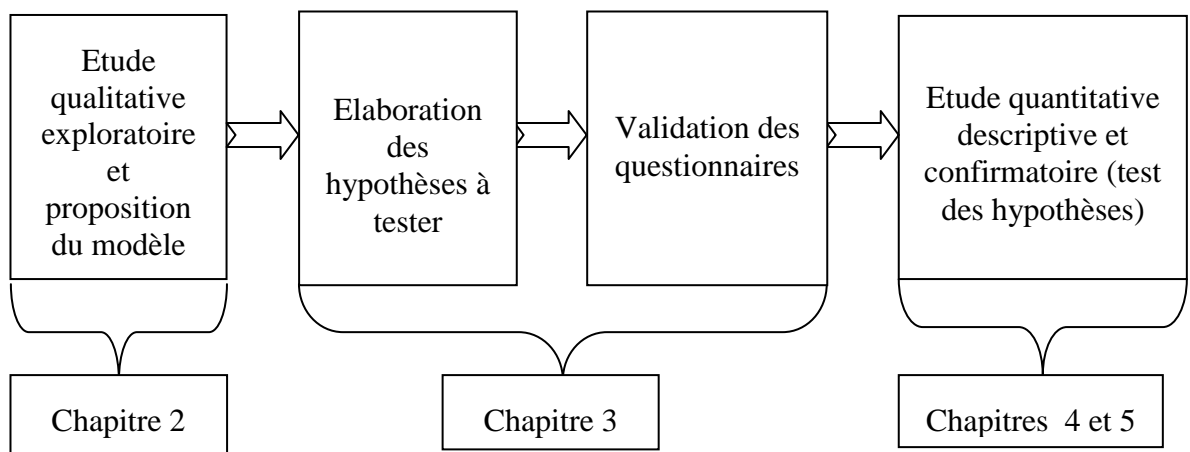 Etude
qualitative
exploratoire
et
proposition
du modèle
Elaboration
des
hypothèses à
tester
Validation des
questionnaires
Etude quantitative
descriptive et
confirmatoire (test
des hypothèses)
Chapitre 2
Chapitre 3
Chapitres 4 et 5